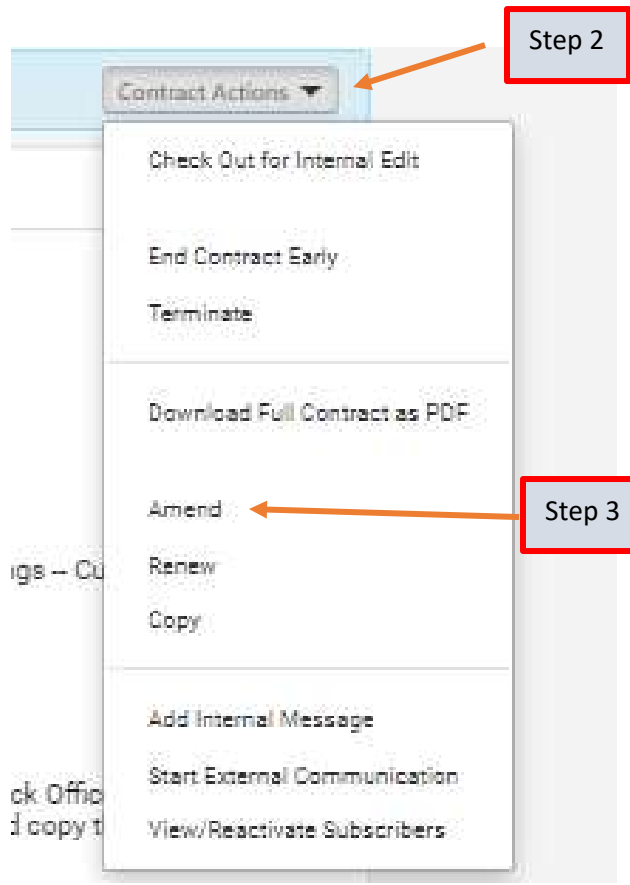 Step 2
Contract Actions
Check Out for Internal Edit
End Contract Early
Terminate
Download Full Contract as PDF
Amend
Step 3
Renew
Copy
Add Internal Message
Start External Communication
View/Reactivate Subscribers
copy